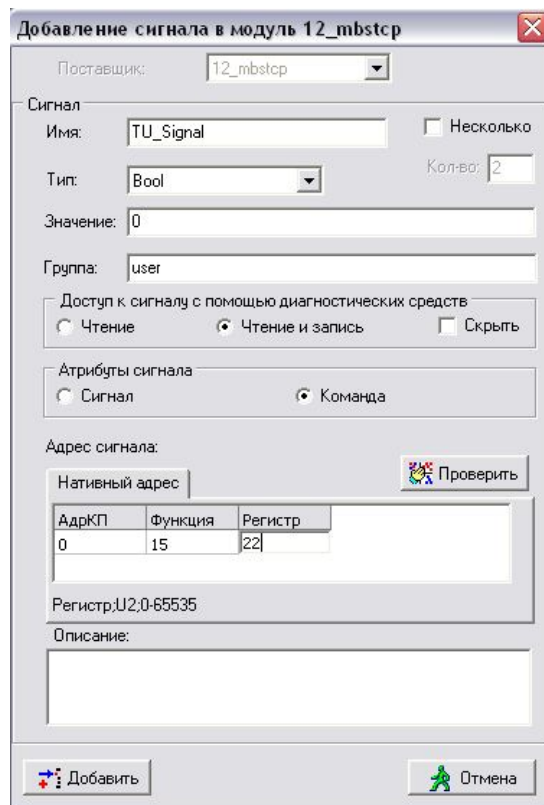 Добавление сигнала в модуль 12_mbstcp
Поставщик: 12_mbstcp
Сигнал
Имя: TU_Signal Несколько
Тип: Bool Кол-во: 2
Значение: 0
Группа: user
Доступ к сигналу с помощью диагностических средств
Чтение Чтение и запись Скрыть
Атрибуты сигнала
Сигнал Команда
Адрес сигнала:
Проверить
Нативный адрес
АдрКП Функция Регистр
0 15 22
Регистр;U2;0-65535
Описание:
Добавить Отмена